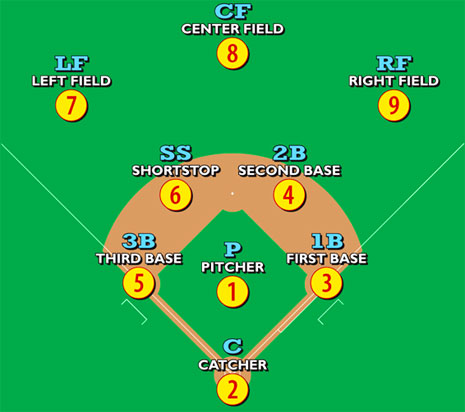 CF
CENTER FIELD
8
LF
LEFT FIELD
7
RF
RIGHT FIELD
9
SS
SHORTSTOP
6
2B
SECOND BASE
4
3B
THIRD BASE
5
P
PITCHER
1
1B
FIRST BASE
3
C
CATCHER
2